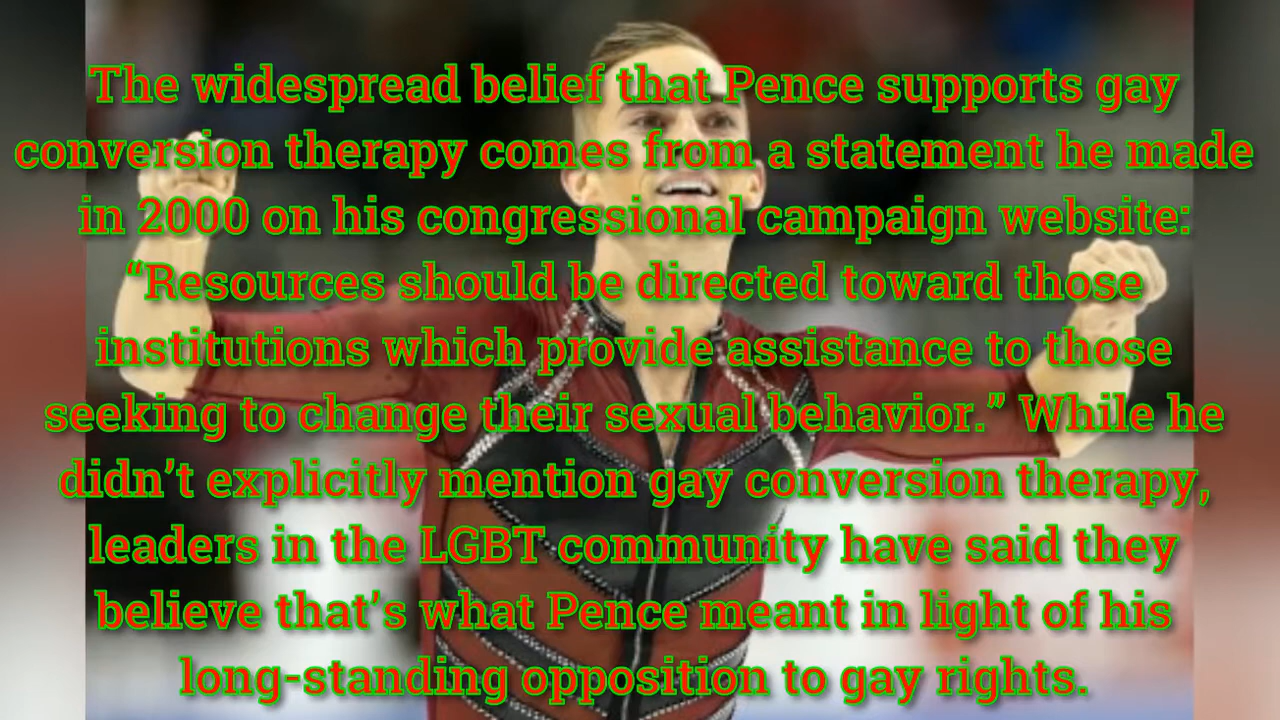 The widespread belief that Pence supports gay
conversion therapy comes from a statement he made
in 2000 on his congressional campaign website:
“Resources should be directed toward those
institutions which provide assistance to those
seeking to change their sexual behavior.” While he
didn’t explicitly mention gay conversion therapy,
leaders in the LGBT community have said they
believe that’s what Pence meant in light of his
long-standing opposition to gay rights.